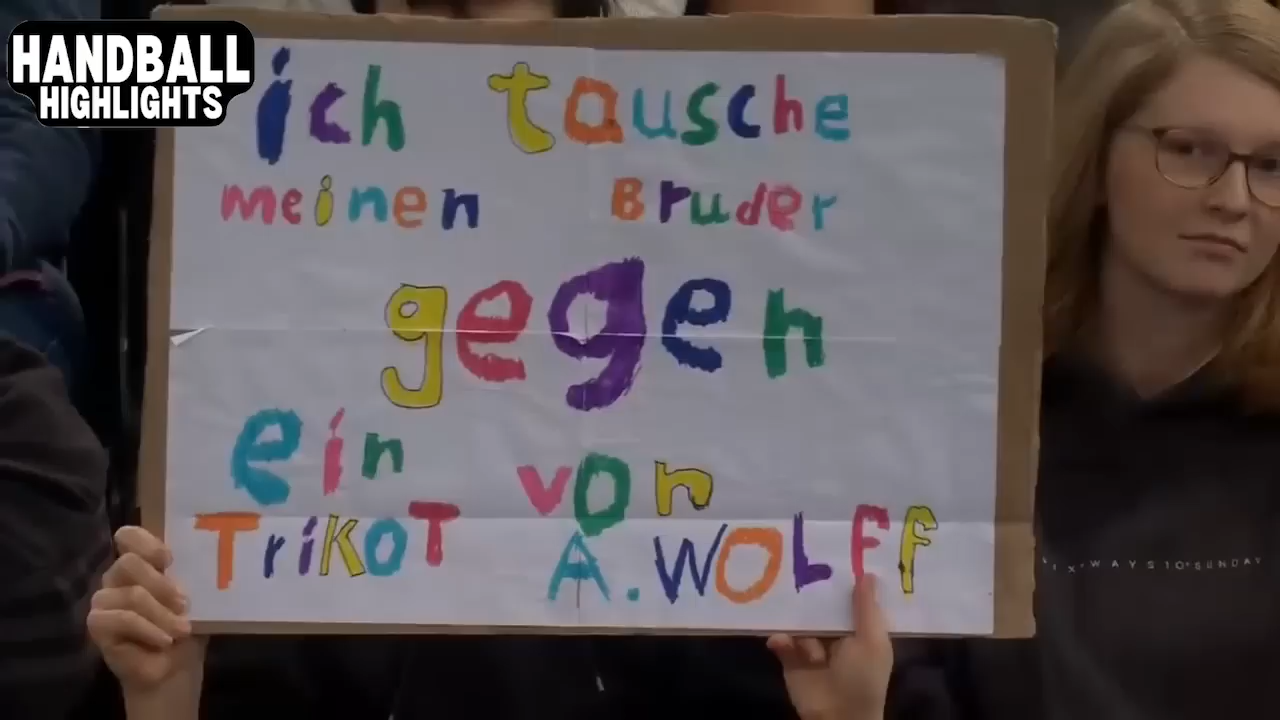 HANDBALL
HIGHLIGHTS
ich tausche
meinen Bruder
gegen
ein von
TriKOT A.WOLFF